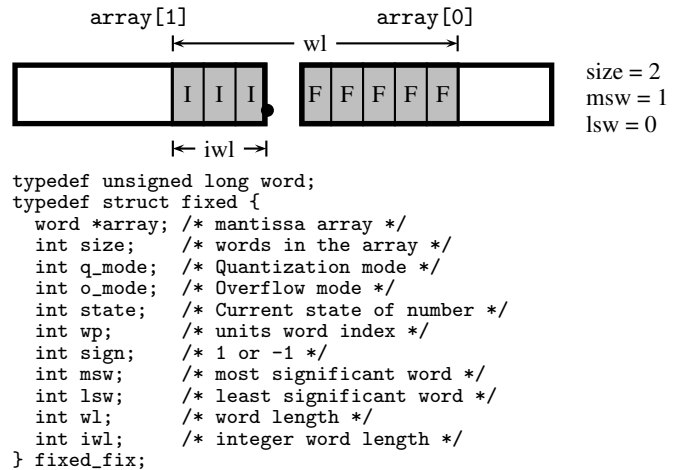 array[1] array[0]
wl
I I I F F F F F
size = 2
msw = 1
lsw = 0
iwl
typedef unsigned long word;
typedef struct fixed {
  word *array; /* mantissa array */
  int size;    /* words in the array */
  int q_mode;  /* Quantization mode */
  int o_mode;  /* Overflow mode */
  int state;   /* Current state of number */
  int wp;      /* units word index */
  int sign;    /* 1 or -1 */
  int msw;     /* most significant word */
  int lsw;     /* least significant word */
  int wl;      /* word length */
  int iwl;     /* integer word length */
} fixed_fix;